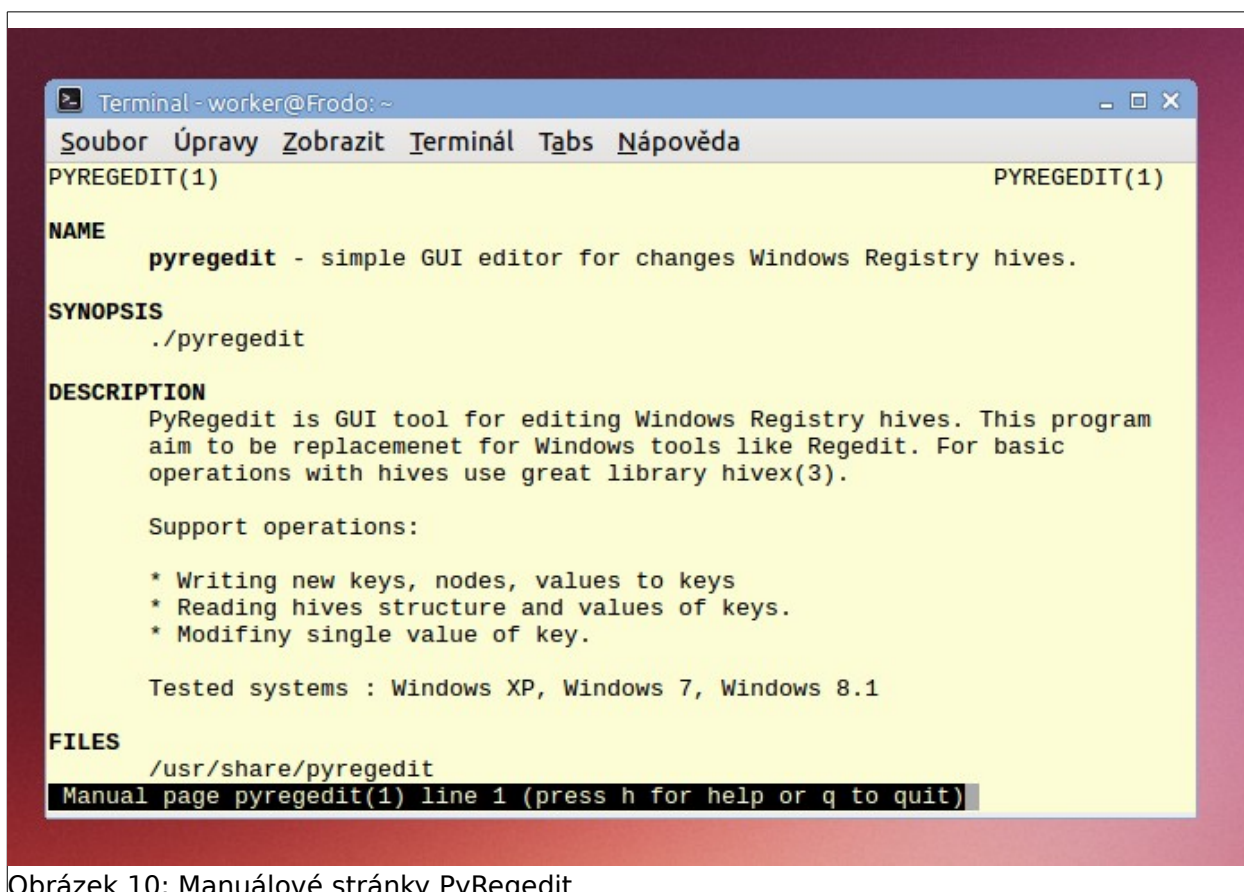 Terminal - worker@Frodo: ~
Soubor Úpravy Zobrazit Terminál Tabs Nápověda
PYREGEDIT(1) PYREGEDIT(1)
NAME
pyregedit - simple GUI editor for changes Windows Registry hives.
SYNOPSIS
./pyregedit
DESCRIPTION
PyRegedit is GUI tool for editing Windows Registry hives. This program
aim to be replacemenet for Windows tools like Regedit. For basic
operations with hives use great library hivex(3).
Support operations:
* Writing new keys, nodes, values to keys
* Reading hives structure and values of keys.
* Modifiny single value of key.
Tested systems : Windows XP, Windows 7, Windows 8.1
FILES
/usr/share/pyregedit
Manual page pyregedit(1) line 1 (press h for help or q to quit)
Obrázek 10: Manuálové stránky PyRegedit